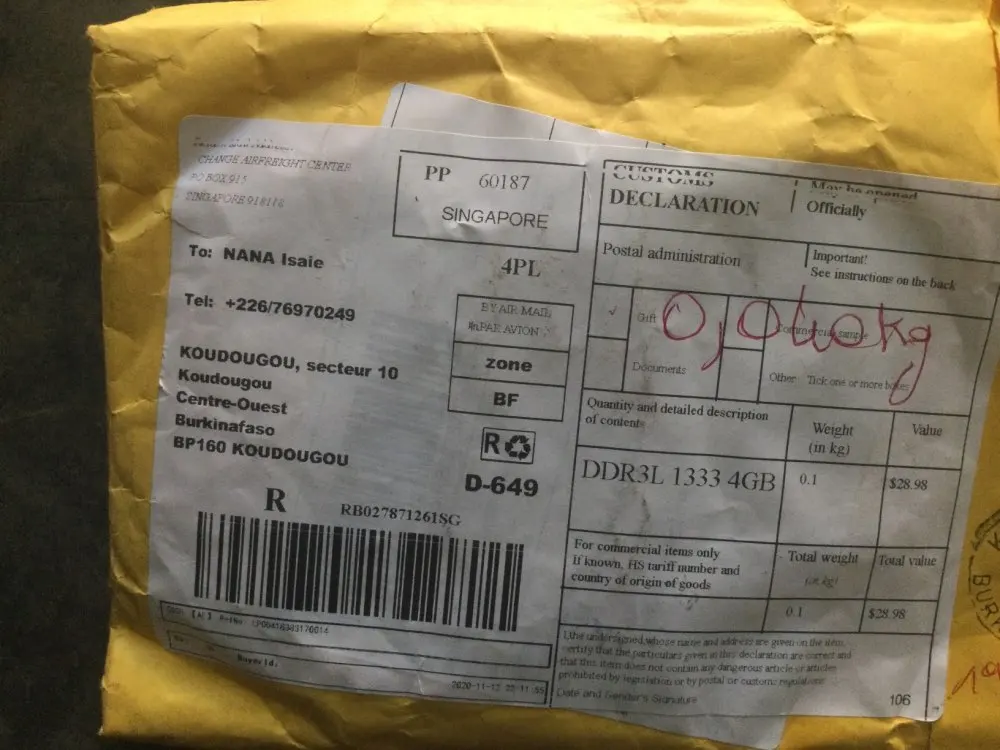 CHANGE AIRFREIGHT CENTER
PO BOX 915
SINGAPORE 918118
To: NANA Isaie
Tel: +226/76970249
KOUDOUGOU, secteur 10
Koudougou
Centre-Ouest
Burkinafaso
BP160 KOUDOUGOU
PP 60187
SINGAPORE
4PL
BY AIR MAIL
PAR AVION
zone
BF
R
D-649
R
RB027871261SG
Buyer Id:
2020-11-12
CUSTOMS
DECLARATION
May be opened
Officially
Postal administration
Important!
See instructions on the back
Gift
Commercial sample
Documents
Other Tick one or more boxes
Quantity and detailed description
of contents
Weight
(in kg)
Value
DDR3L 1333 4GB
0.1
$28.98
For commercial items only
If known, HS tariff number and
country of origin of goods
Total weight
(in kg)
Total value
0.1
$28.98
I,the undersigned,whose name and address are given on the item,
certify that the particulars given in this declaration are correct and
that this item does not contain any dangerous article or articles
prohibited by legislation or by postal or customs regulations
Date and Sender's Signature
106
BUR